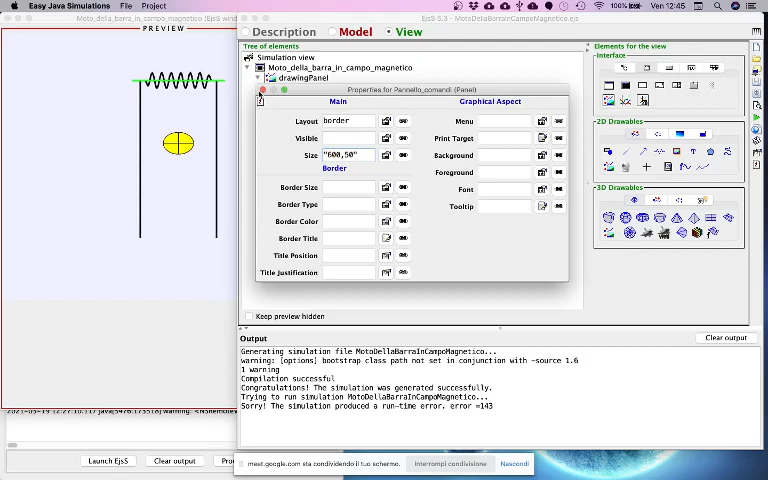 Easy Java Simulations File Project 100% Ven 12:45
Moto_della_barra_in_campo_magnetico (EjsS win
EjsS 6.3 - MotoDellaBarraInCampoMagnetico.ejs
PREVIEW
Description Model View
Tree of elements
Elements for the view
Simulation view
Moto_della_barra_in_campo_magnetico
drawingPanel
Interface
Properties for Pannello_comandi (Panel)
Main
Graphical Aspect
Layout border
Menu
Visible
Print Target
2D Drawables
Size "600,50"
Background
Border
Foreground
Border Size
Font
3D Drawables
Border Type
Tooltip
Border Color
Border Title
Title Position
Title Justification
Keep preview hidden
Output
Clear output
Generating simulation file MotoDellaBarraInCampoMagnetico...
warning: [options] bootstrap class path not set in conjunction with -source 1.6
1 warning
Compilation successful
Congratulations! The simulation was generated successfully.
Trying to run simulation MotoDellaBarraInCampoMagnetico...
Sorry! The simulation produced a run-time error. error =143
Launch EjsS
Clear output
meet.google.com sta condividendo il tuo schermo.
Interrompi condivisione
Nascondi